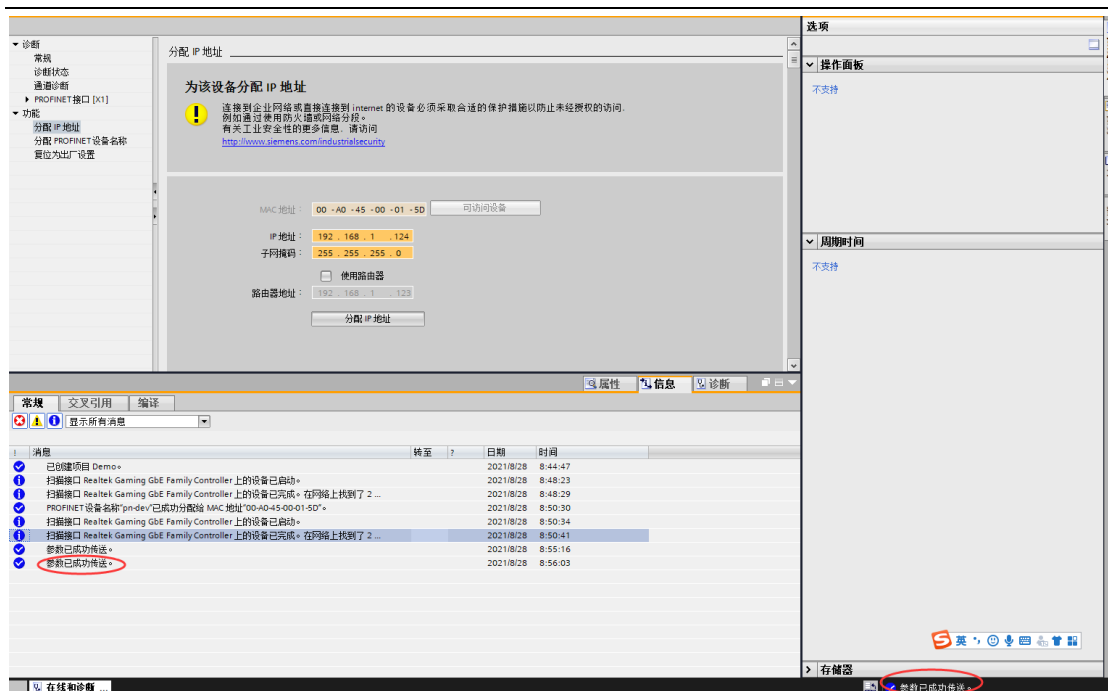 选项
诊断
常规
诊断状态
通道诊断
PROFINET接口 [X1]
功能
分配 IP 地址
分配 PROFINET 设备名称
复位为出厂设置
分配 IP 地址
为该设备分配 IP 地址
连接到企业网络或直接连接到 internet 的设备必须采取合适的保护措施以防止未经授权的访问.
例如通过使用防火墙或网络分段。
有关工业安全性的更多信息. 请访问
http://www.siemens.com/industrialsecurity
MAC 地址: 00 -A0 -45 -00 -01 -5D 可访问设备
IP 地址: 192 . 168 . 1 . 124
子网掩码: 255 . 255 . 255 . 0
使用路由器
路由器地址: 192 . 168 . 1 . 123
分配 IP 地址
操作面板
不支持
周期时间
不支持
存储器
属性 信息 诊断
常规 交叉引用 编译
显示所有消息
! 消息 转至 ? 日期 时间
已创建项目 Demo。 2021/8/28 8:44:47
扫描接口 Realtek Gaming GbE Family Controller 上的设备已启动。 2021/8/28 8:48:23
扫描接口 Realtek Gaming GbE Family Controller 上的设备已完成。在网络上找到了 2 ... 2021/8/28 8:48:29
PROFINET 设备名称"pn-dev"已成功分配给 MAC 地址"00-A0-45-00-01-5D"。 2021/8/28 8:50:30
扫描接口 Realtek Gaming GbE Family Controller 上的设备已启动。 2021/8/28 8:50:34
扫描接口 Realtek Gaming GbE Family Controller 上的设备已完成。在网络上找到了 2 ... 2021/8/28 8:50:41
参数已成功传送。 2021/8/28 8:55:16
参数已成功传送。 2021/8/28 8:56:03
英
在线和诊断 ...
参数已成功传送。